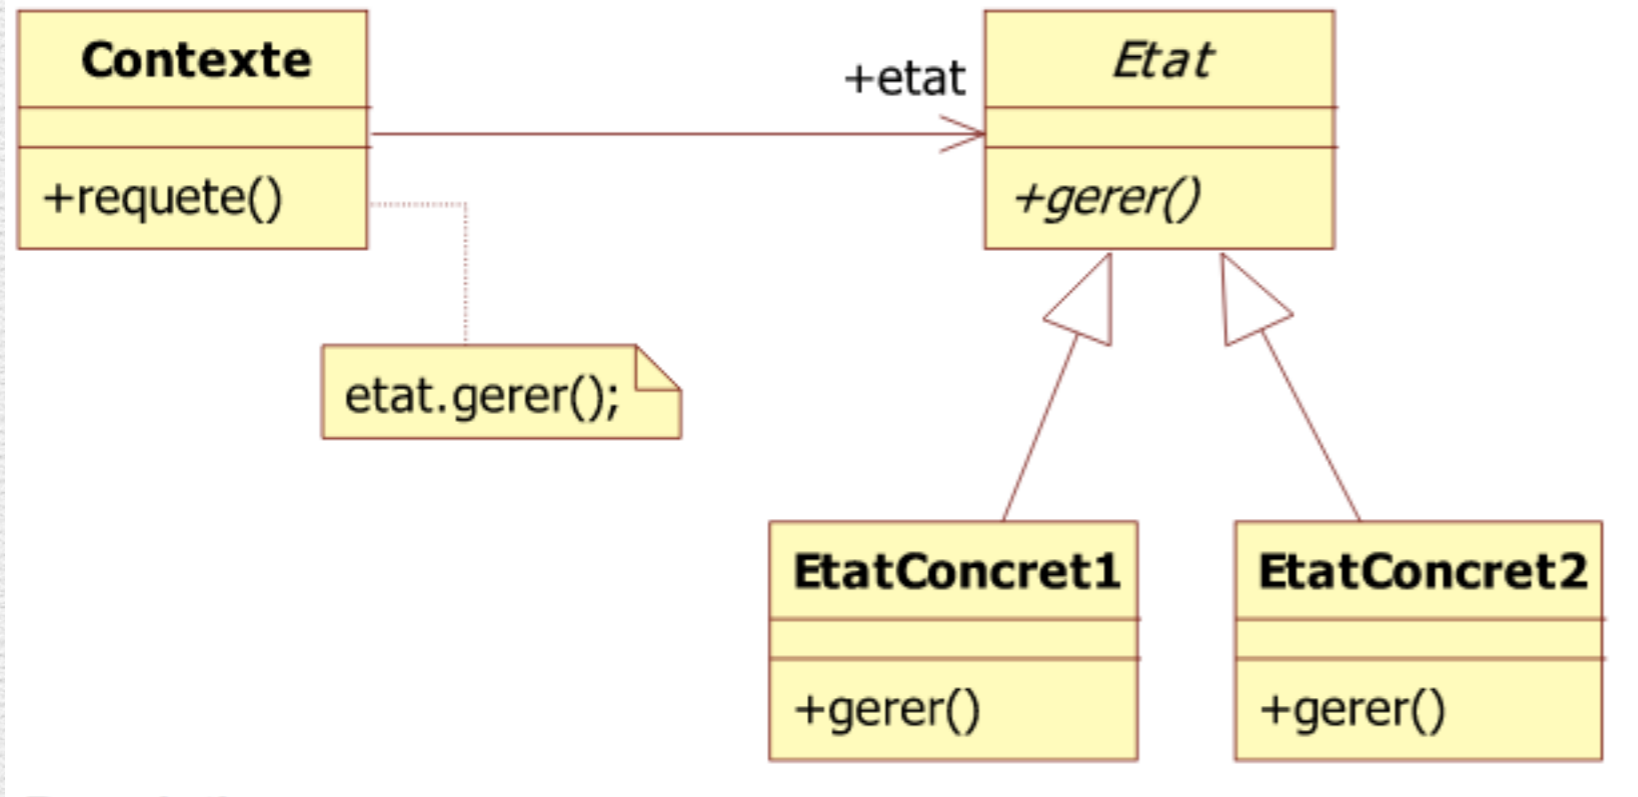 Contexte
+requete()
+etat
Etat
+gerer()
etat.gerer();
EtatConcret1
+gerer()
EtatConcret2
+gerer()